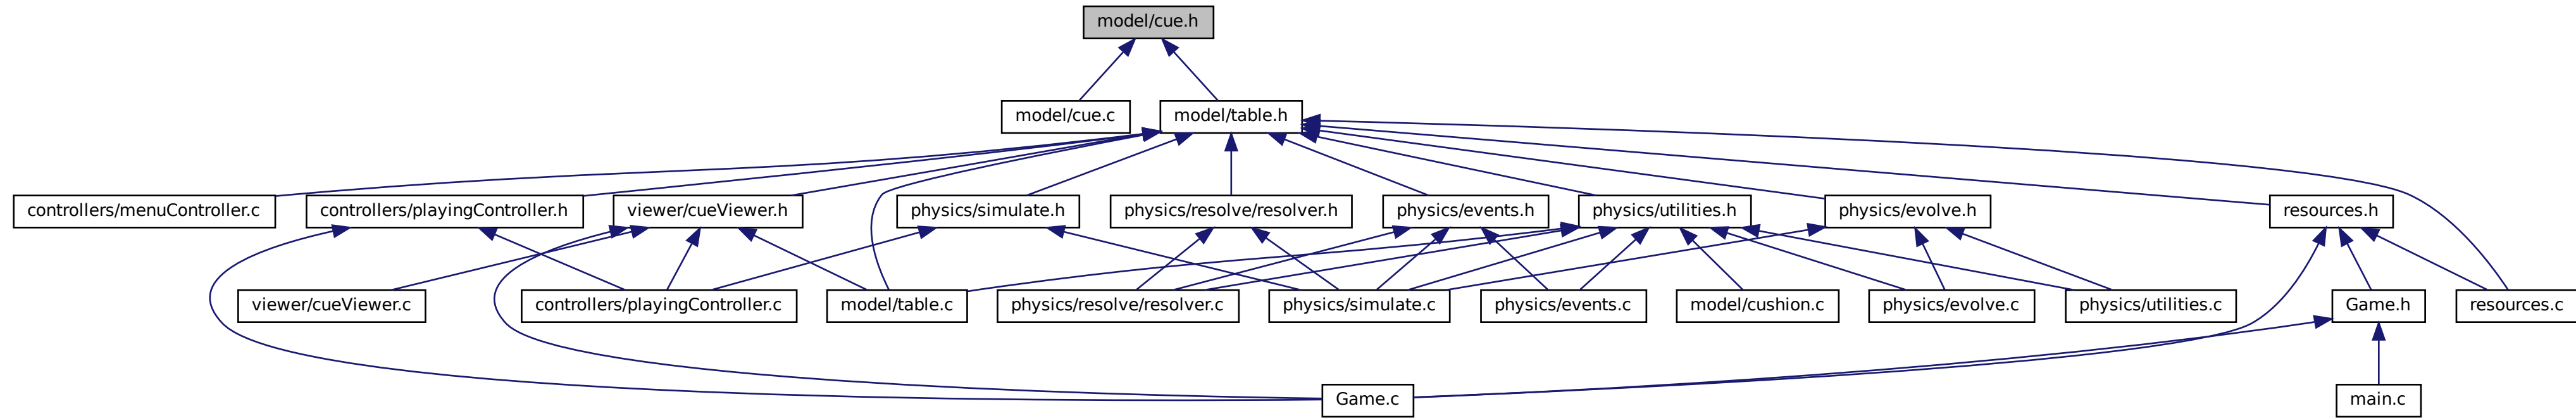 model/cue.h
model/cue.c
model/table.h
controllers/menuController.c
controllers/playingController.h
viewer/cueViewer.h
physics/simulate.h
physics/resolve/resolver.h
physics/events.h
physics/utilities.h
physics/evolve.h
resources.h
viewer/cueViewer.c
controllers/playingController.c
model/table.c
physics/resolve/resolver.c
physics/simulate.c
physics/events.c
model/cushion.c
physics/evolve.c
physics/utilities.c
Game.h
resources.c
Game.c
main.c